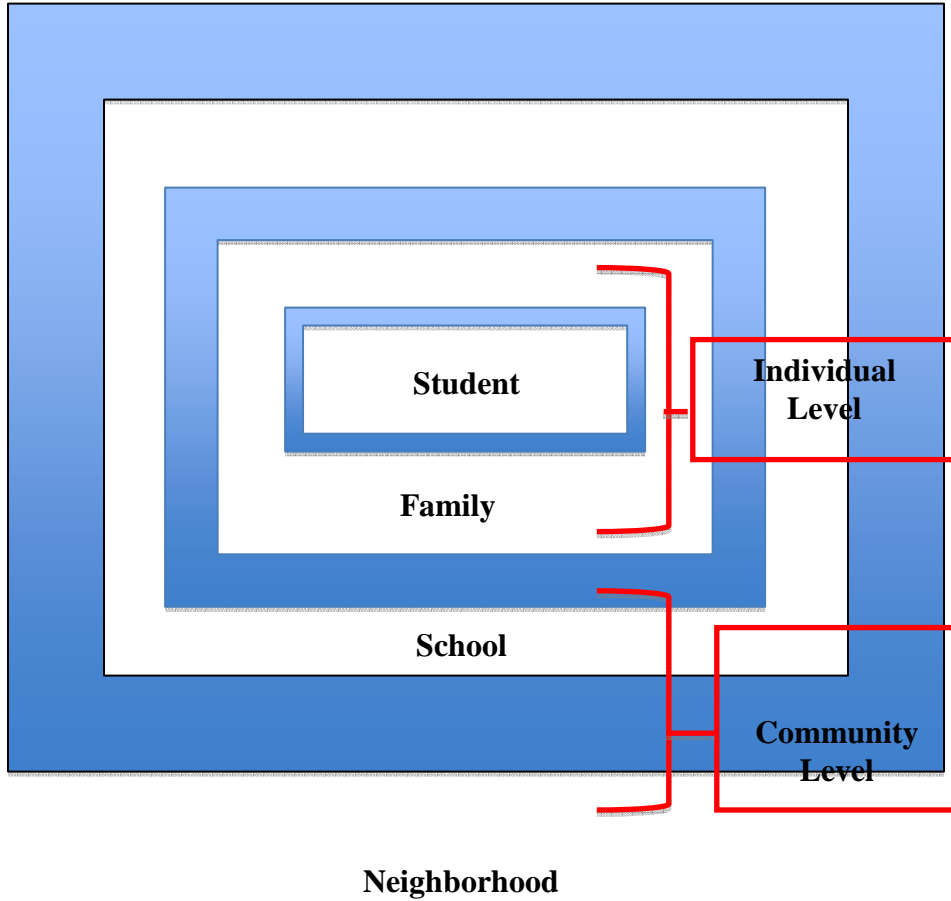 Individual
Level
Student
Family
School
Community
Level
Neighborhood